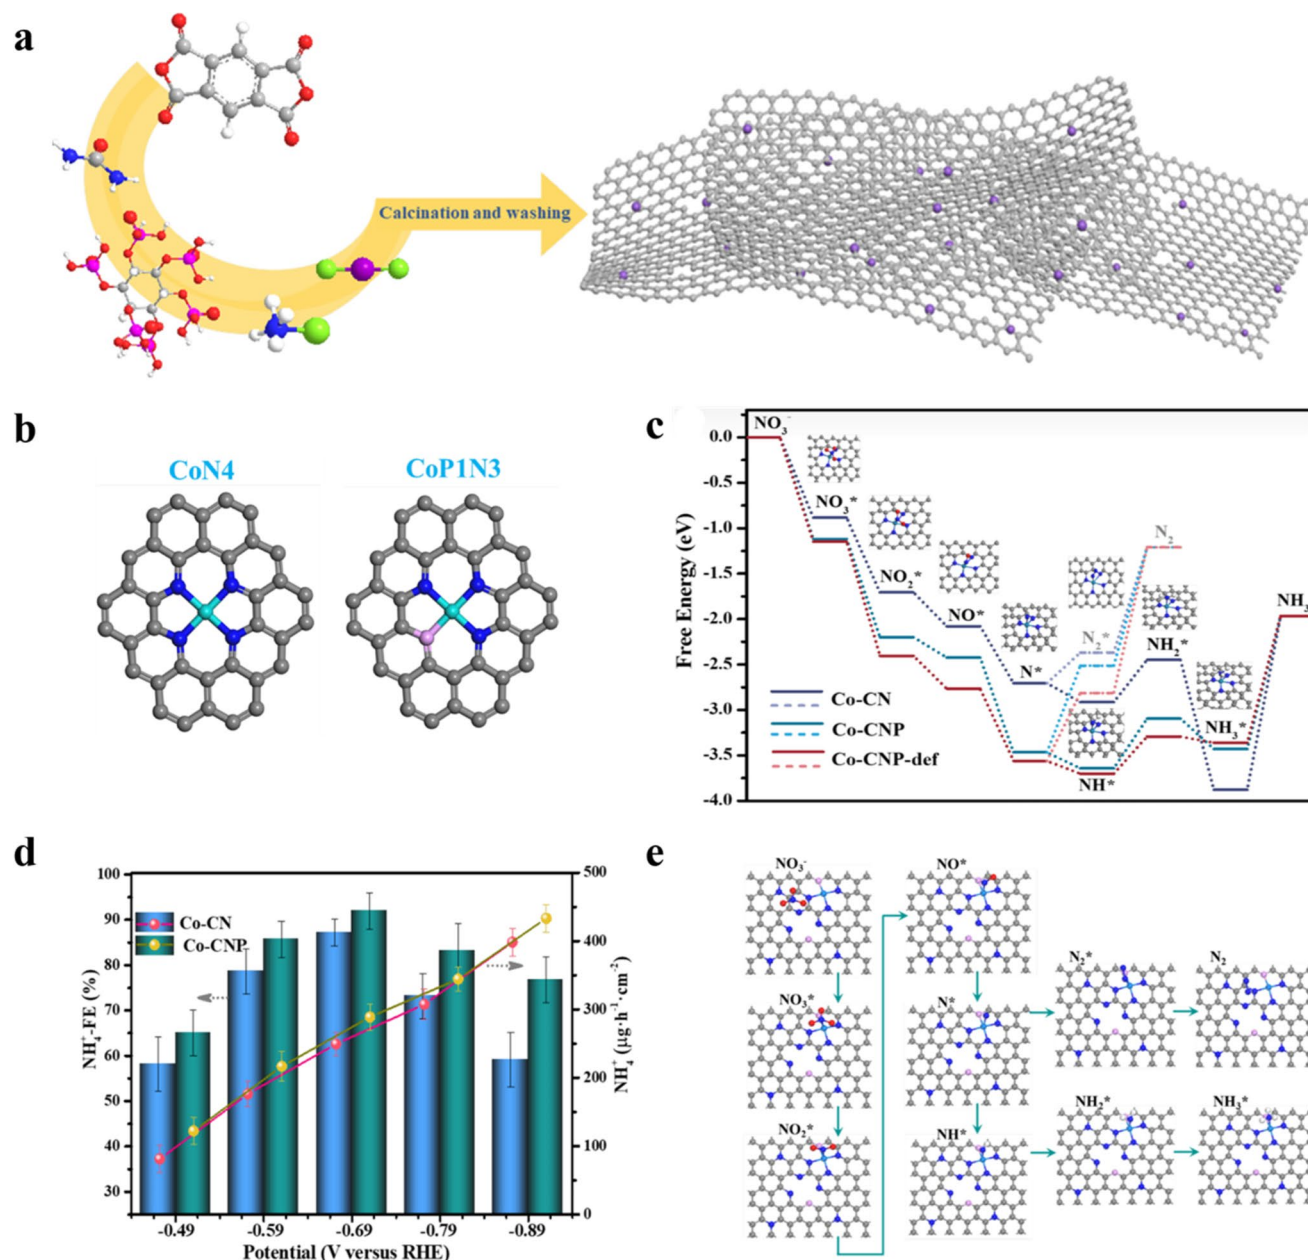 a
Calcination and washing
b
CoN4
CoP1N3
c
Free Energy (eV)
0.0
-0.5
-1.0
-1.5
-2.0
-2.5
-3.0
-3.5
-4.0
NO₃⁻
NO₃*
NO₂*
NO*
N*
N₂*
N₂
NH₂*
NH*
NH₃*
NH₃
Co-CN
Co-CNP
Co-CNP-def
d
NH₄⁺-FE (%)
100
90
80
70
60
50
40
30
Co-CN
Co-CNP
500
400
300
200
100
0
NH₄⁺ (μg·h⁻¹·cm⁻²)
-0.49
-0.59
-0.69
-0.79
-0.89
Potential (V versus RHE)
e
NO₃⁻
NO*
NO₃*
N*
N₂*
N₂
NO₂*
NH*
NH₂*
NH₃*